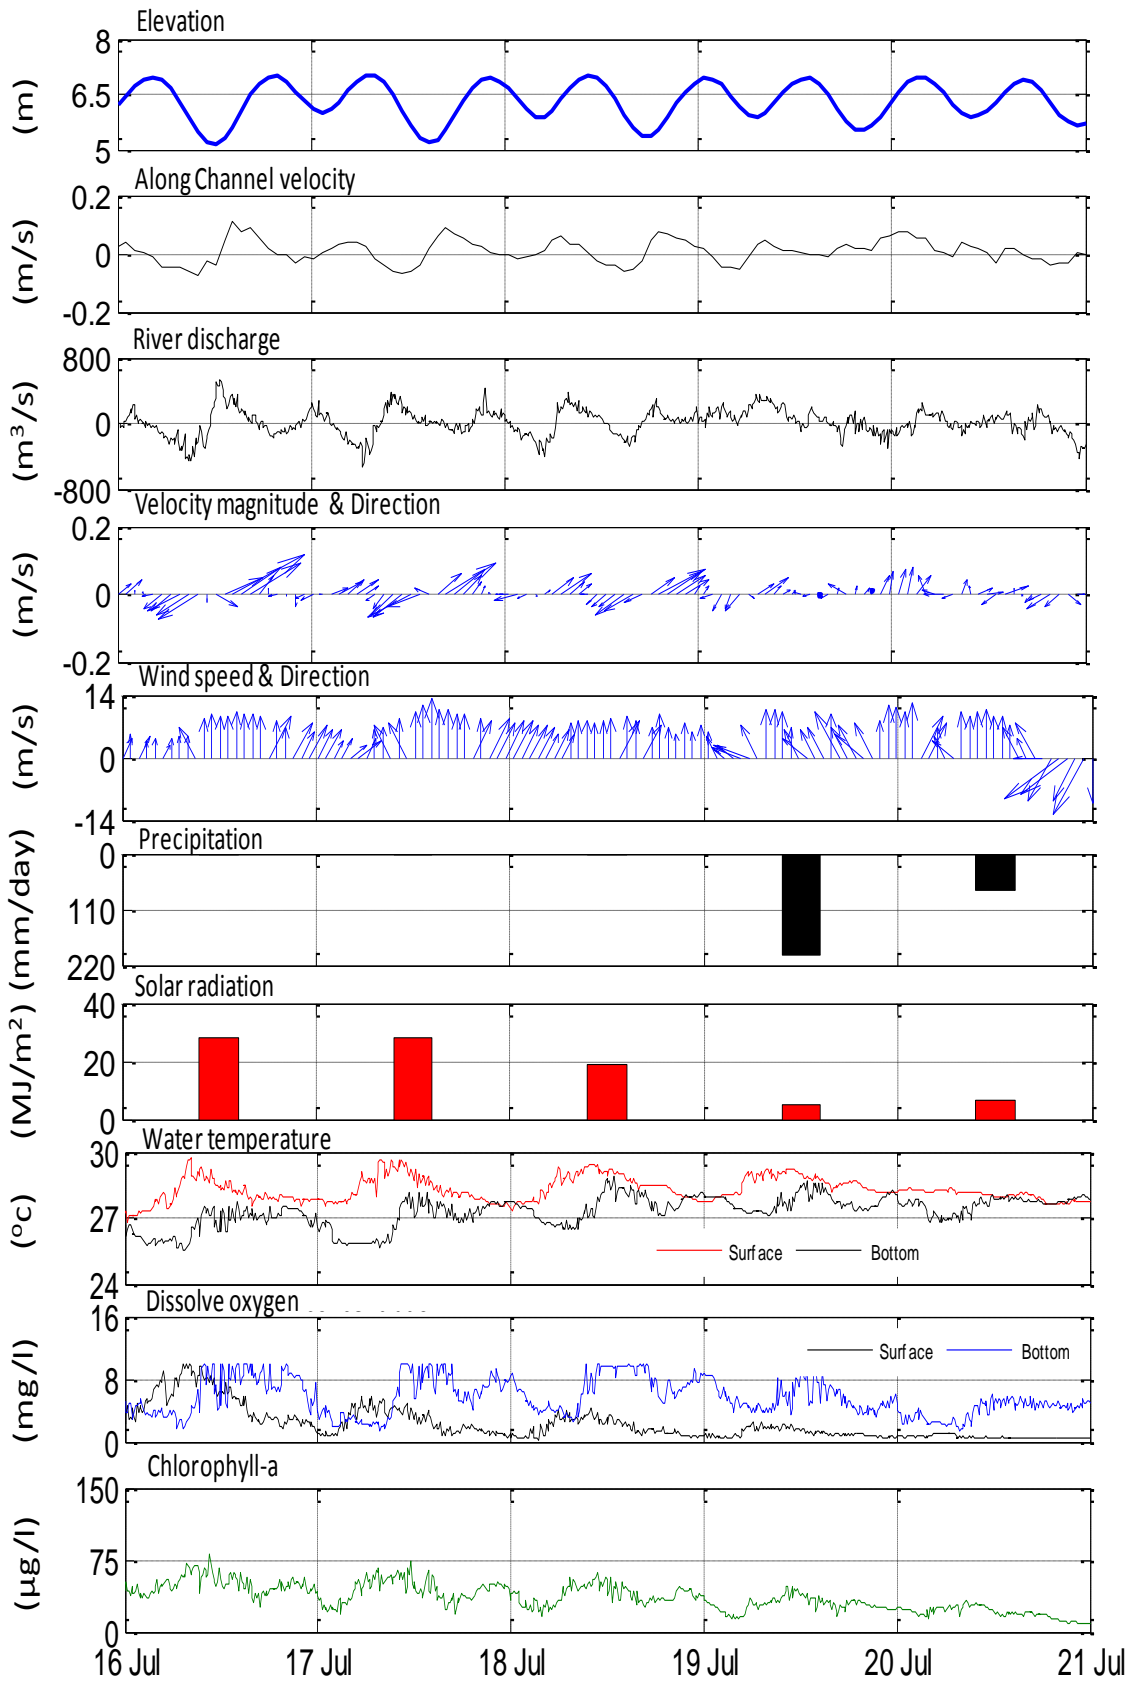 Elevation
8
6.5
5
(m)
Along Channel velocity
0.2
0
-0.2
(m/s)
River discharge
800
0
-800
(m³/s)
Velocity magnitude & Direction
0.2
0
-0.2
(m/s)
Wind speed & Direction
14
0
-14
(m/s)
Precipitation
0
110
220
(mm/day)
Solar radiation
40
20
0
(MJ/m²)
Water temperature
30
27
24
(ºc)
Surface Bottom
Dissolve oxygen
16
8
0
(mg/l)
Surface Bottom
Chlorophyll-a
150
75
0
(µg/l)
16 Jul 17 Jul 18 Jul 19 Jul 20 Jul 21 Jul